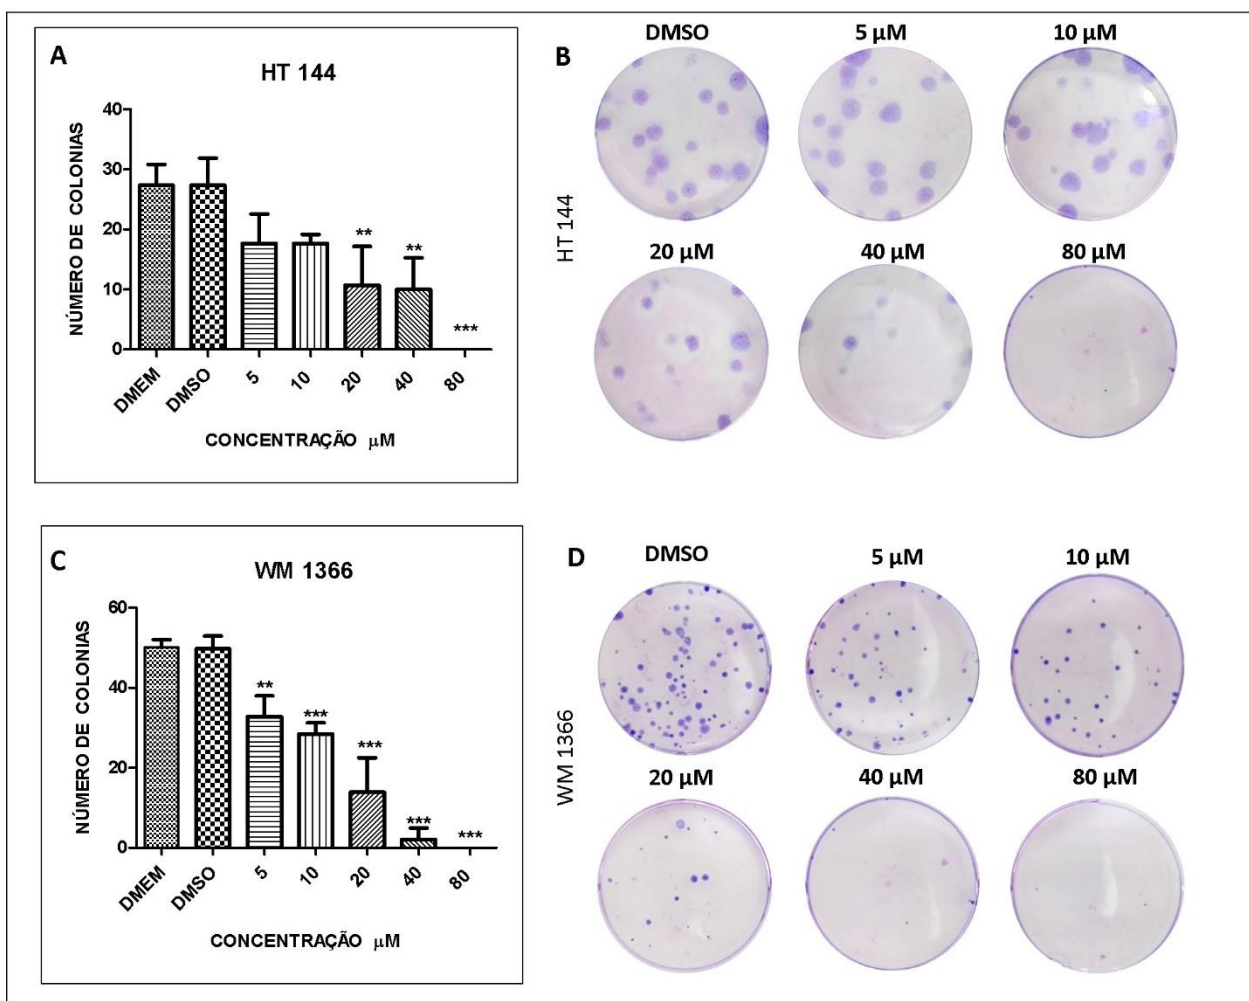 A
HT 144
NÚMERO DE COLONIAS
40
30
20
10
0
** ** ***
DMEM DMSO 5 10 20 40 80
CONCENTRAÇÃO µM
B
DMSO 5 µM 10 µM
HT 144
20 µM 40 µM 80 µM
C
WM 1366
NÚMERO DE COLONIAS
60
40
20
0
** *** *** *** ***
DMEM DMSO 5 10 20 40 80
CONCENTRAÇÃO µM
D
DMSO 5 µM 10 µM
WM 1366
20 µM 40 µM 80 µM